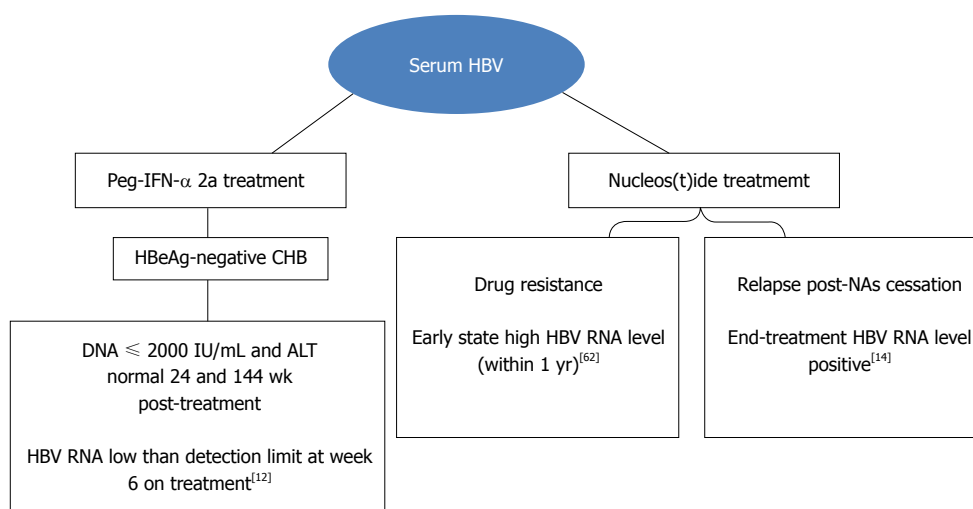 Serum HBV
Peg-IFN-α 2a treatment
Nucleos(t)ide treatmemt
HBeAg-negative CHB
DNA ⩽ 2000 IU/mL and ALT
normal 24 and 144 wk
post-treatment
HBV RNA low than detection limit at week
6 on treatment[12]
Drug resistance
Early state high HBV RNA level
(within 1 yr)[62]
Relapse post-NAs cessation
End-treatment HBV RNA level
positive[14]